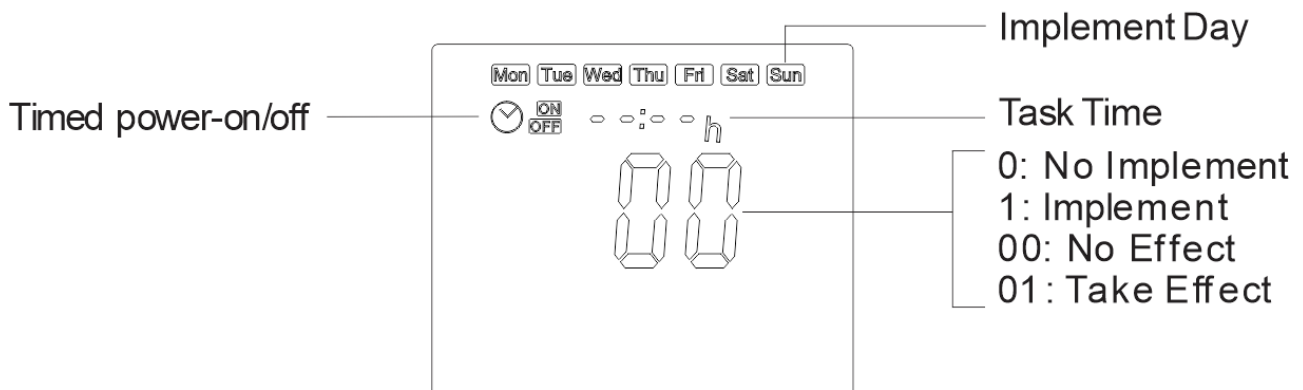 Implement Day
Mon Tue Wed Thu Fri Sat Sun
Timed power-on/off
ON
OFF
--:--h
Task Time
00
0: No Implement
1: Implement
00: No Effect
01: Take Effect